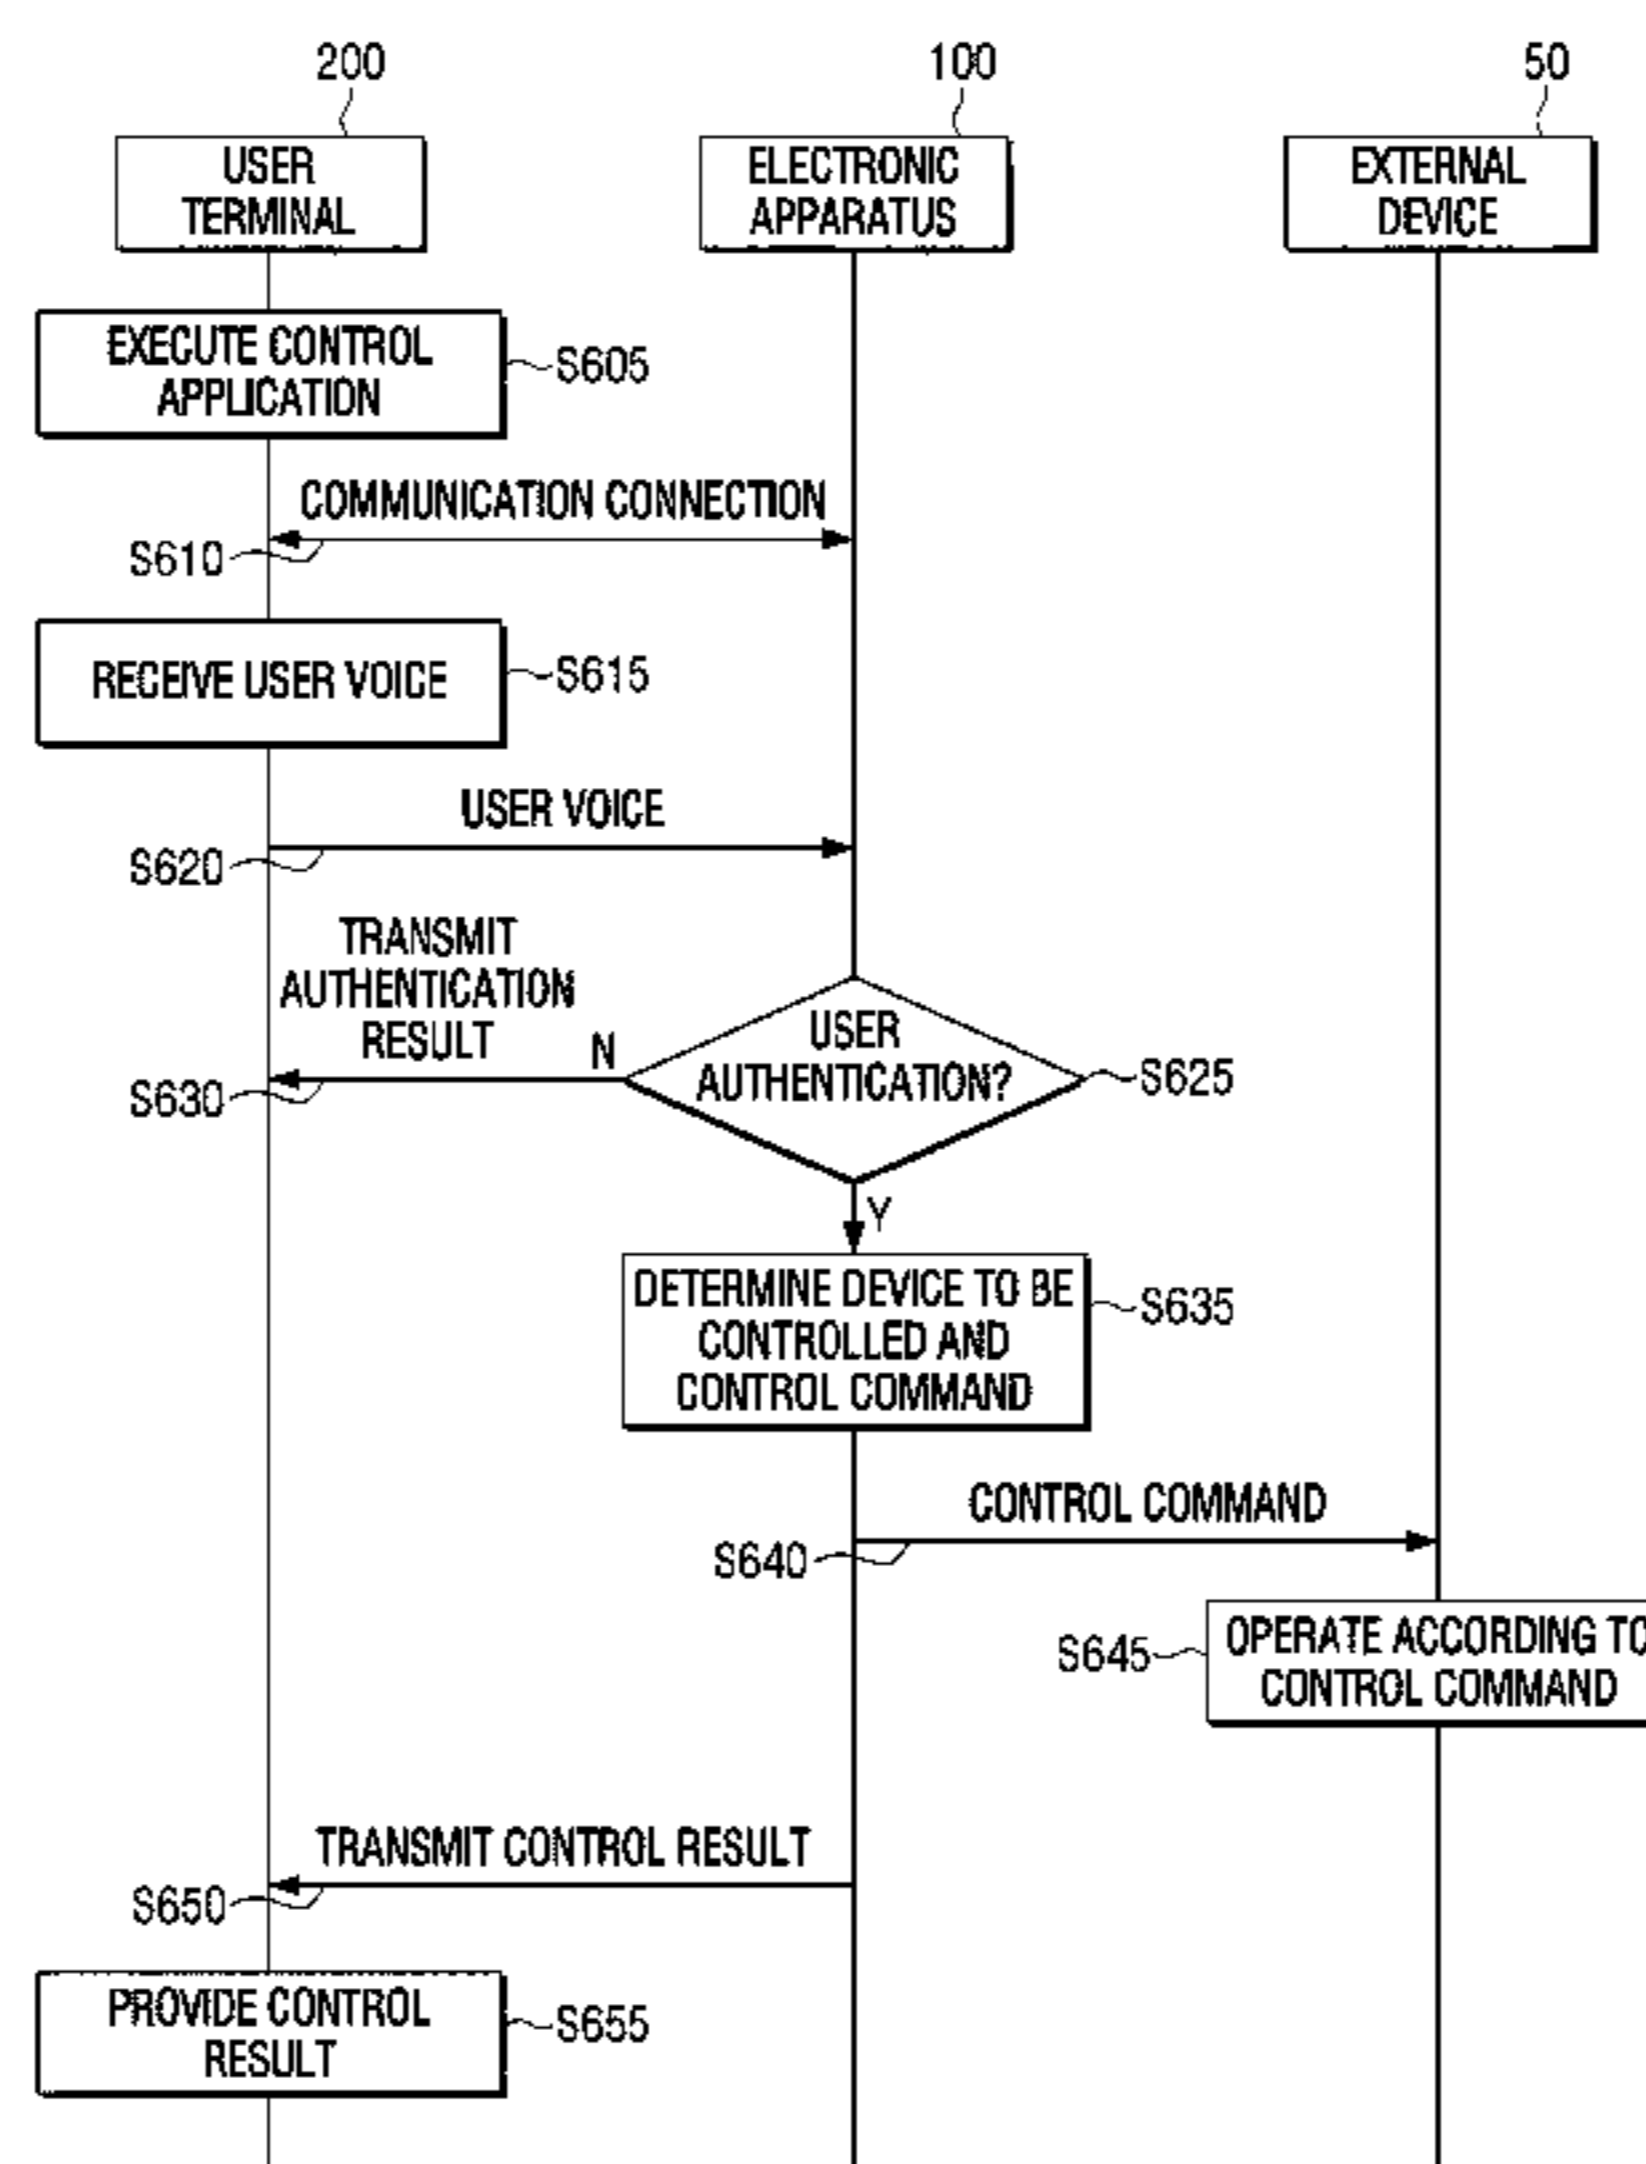 200
100
50
USER
TERMINAL
ELECTRONIC
APPARATUS
EXTERNAL
DEVICE
EXECUTE CONTROL
APPLICATION
S605
COMMUNICATION CONNECTION
S610
RECEIVE USER VOICE
S615
USER VOICE
S620
TRANSMIT
AUTHENTICATION
RESULT
N
S630
USER
AUTHENTICATION?
S625
Y
DETERMINE DEVICE TO BE
CONTROLLED AND
CONTROL COMMAND
S635
CONTROL COMMAND
S640
S645
OPERATE ACCORDING TO
CONTROL COMMAND
TRANSMIT CONTROL RESULT
S650
PROVIDE CONTROL
RESULT
S655